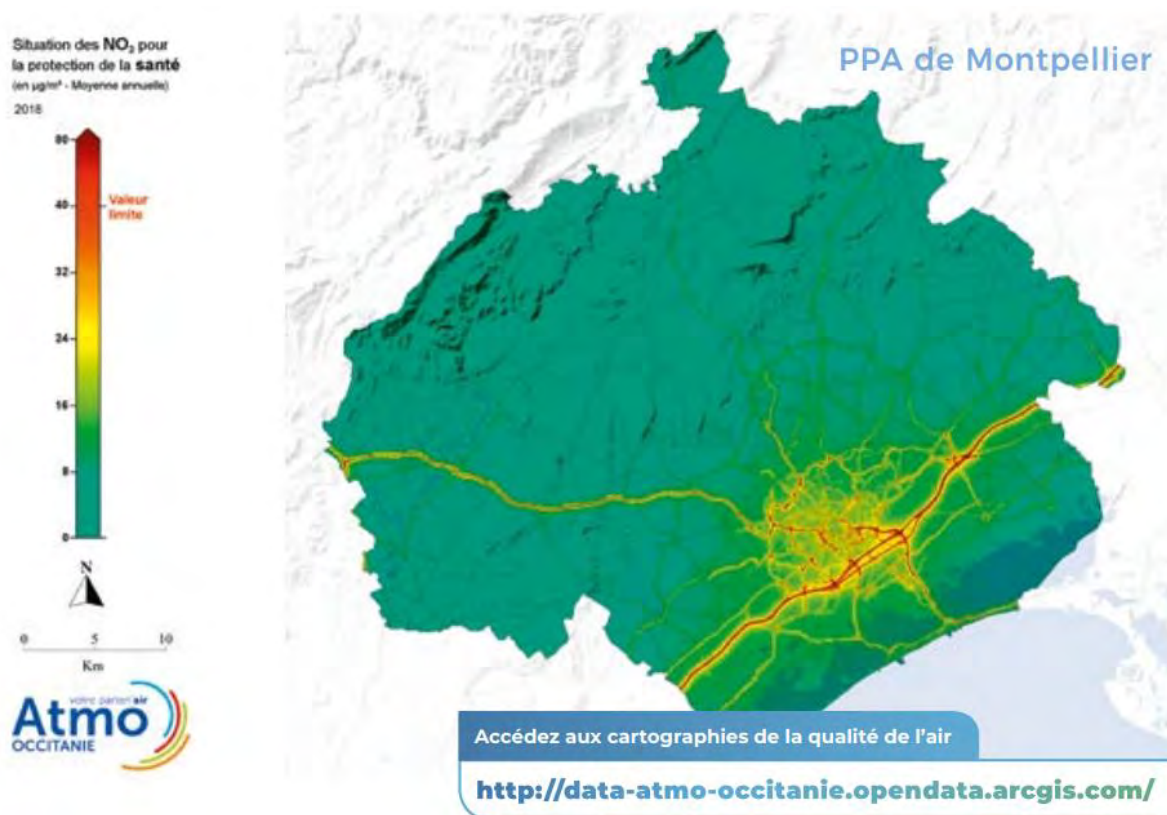 Situation des NO₂ pour
la protection de la santé
(en µg/m³ - Moyenne annuelle)
2018
80
40
Valeur
limite
32
24
16
8
0
N
0 5 10
Km
votre parten'air
Atmo
OCCITANIE
PPA de Montpellier
Accédez aux cartographies de la qualité de l'air
http://data-atmo-occitanie.opendata.arcgis.com/